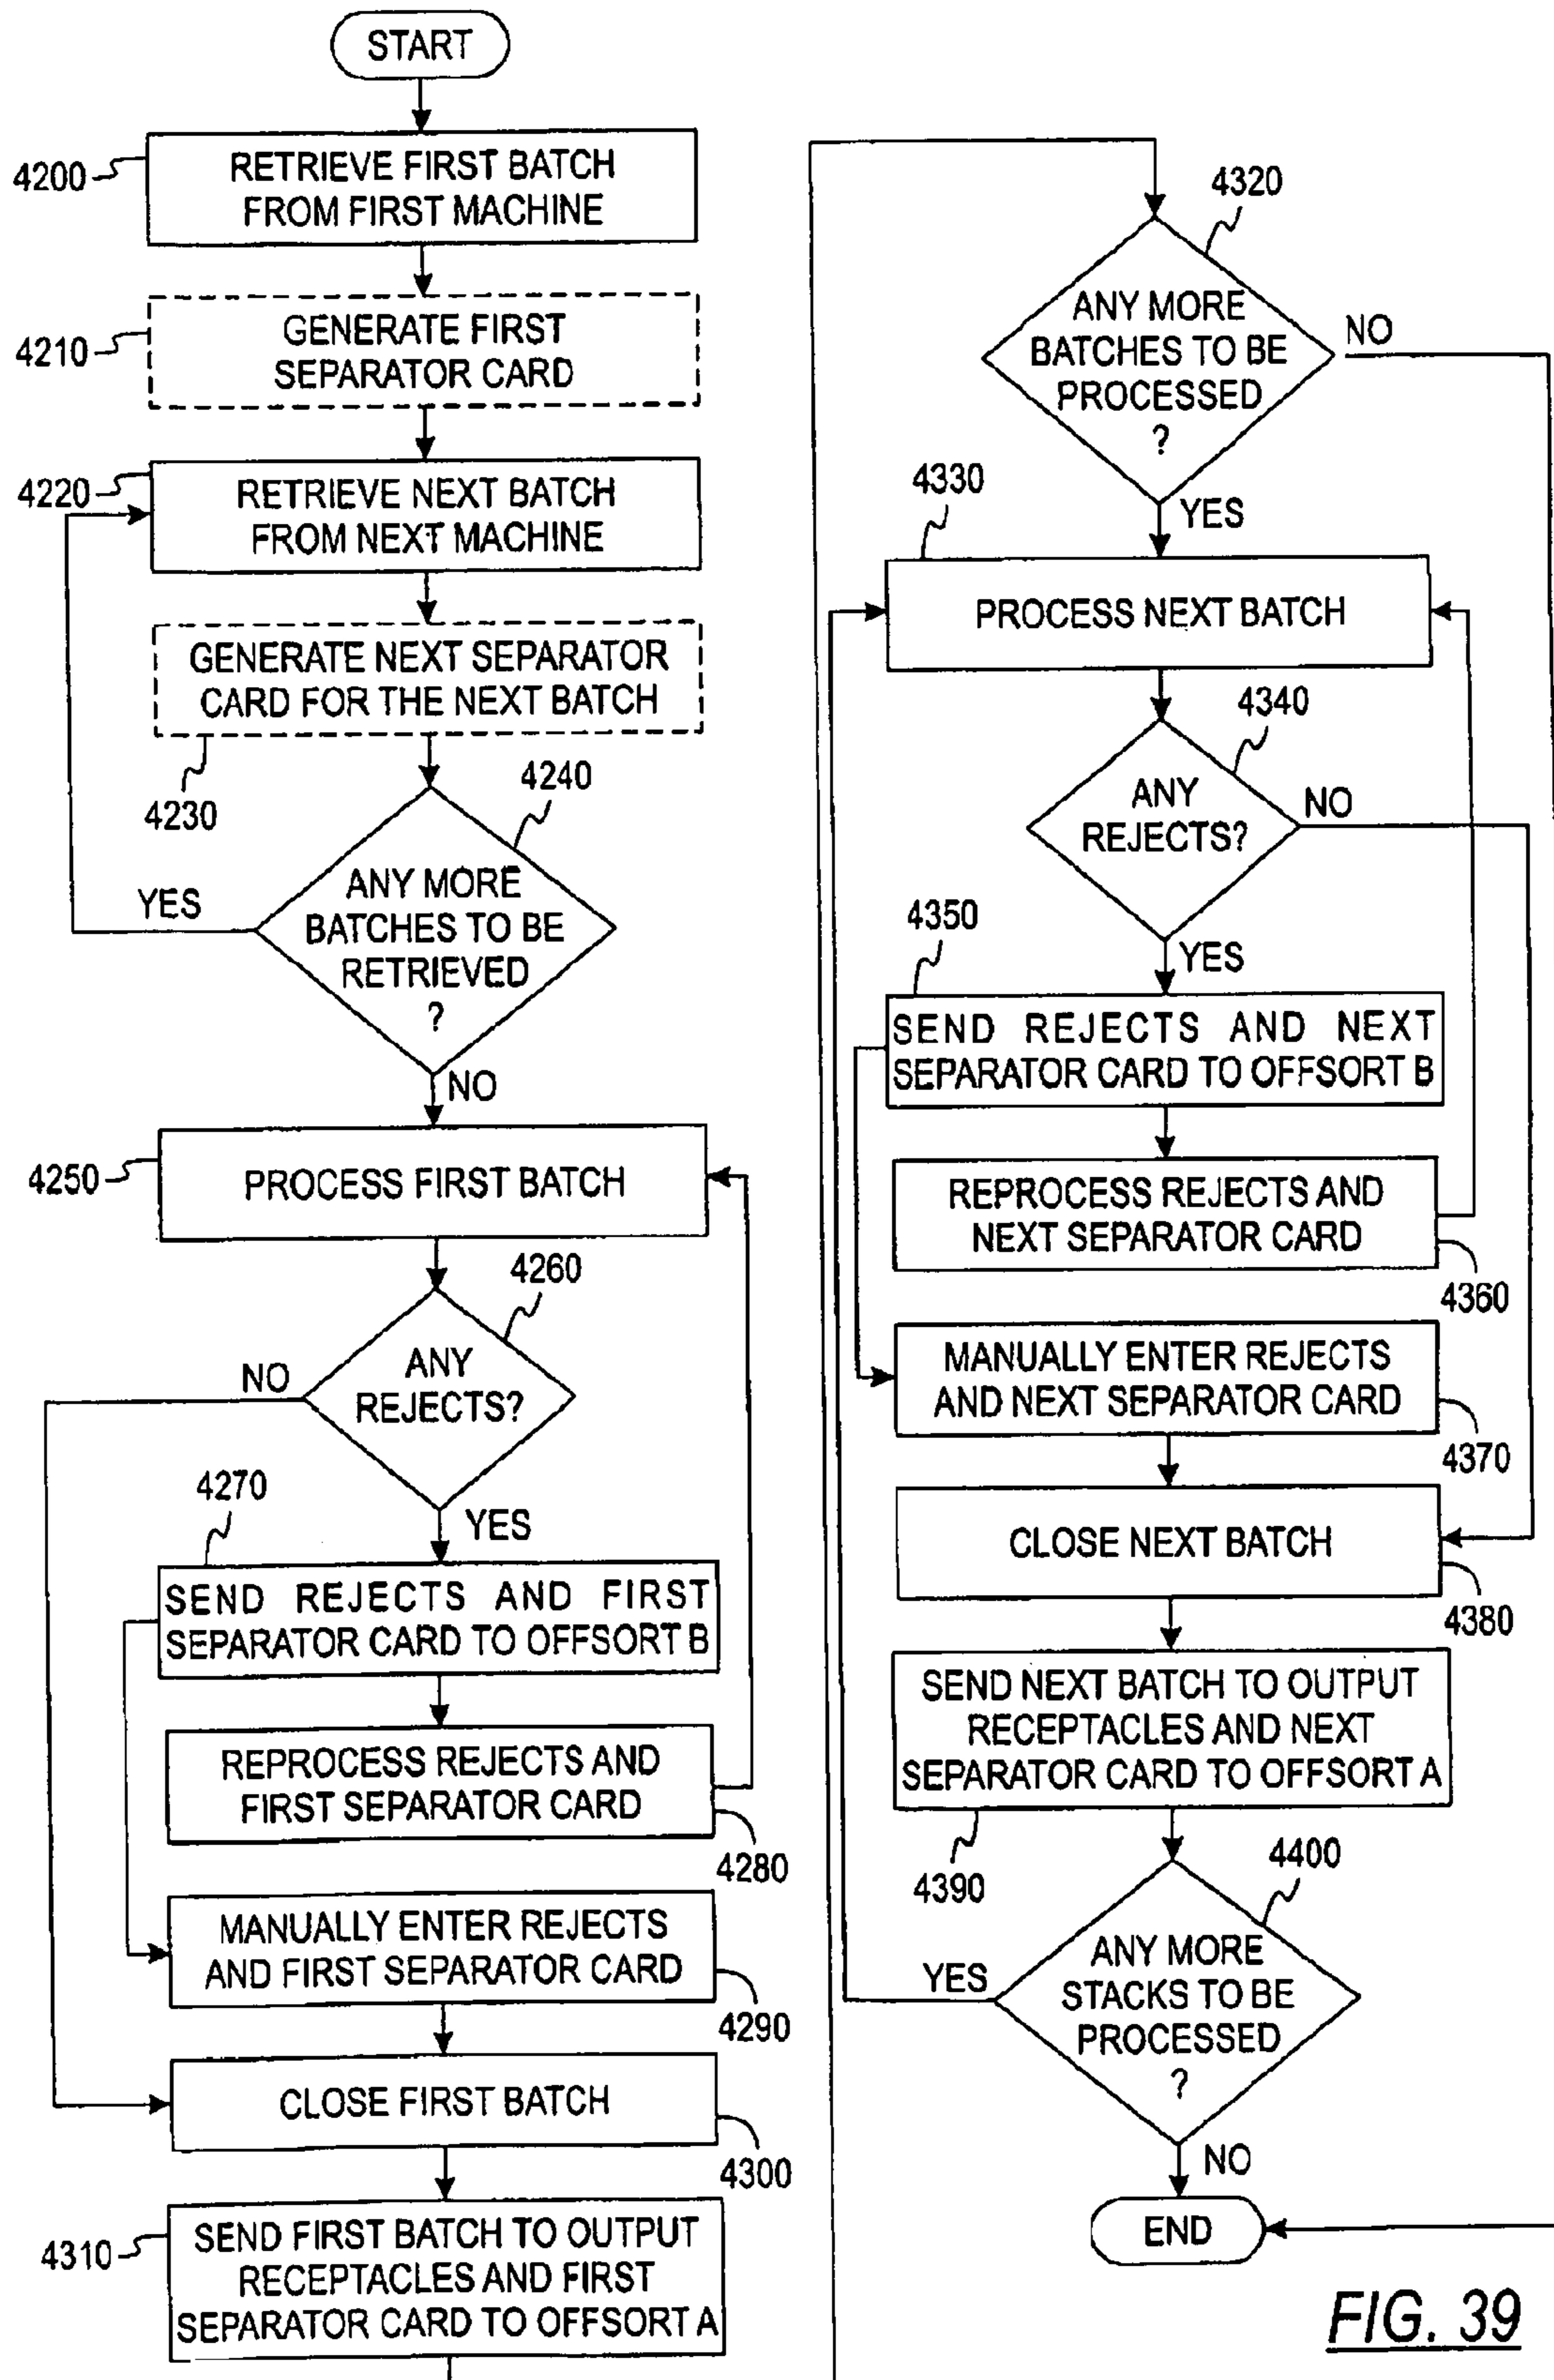 START
4200
RETRIEVE FIRST BATCH
FROM FIRST MACHINE
4210
GENERATE FIRST
SEPARATOR CARD
4220
RETRIEVE NEXT BATCH
FROM NEXT MACHINE
GENERATE NEXT SEPARATOR
CARD FOR THE NEXT BATCH
4230
4240
ANY MORE
BATCHES TO BE
RETRIEVED
?
YES
NO
4250
PROCESS FIRST BATCH
4260
ANY
REJECTS?
NO
YES
4270
SEND REJECTS AND FIRST
SEPARATOR CARD TO OFFSORT B
REPROCESS REJECTS AND
FIRST SEPARATOR CARD
4280
MANUALLY ENTER REJECTS
AND FIRST SEPARATOR CARD
4290
CLOSE FIRST BATCH
4300
4310
SEND FIRST BATCH TO OUTPUT
RECEPTACLES AND FIRST
SEPARATOR CARD TO OFFSORT A
4320
ANY MORE
BATCHES TO BE
PROCESSED
?
NO
YES
4330
PROCESS NEXT BATCH
4340
ANY
REJECTS?
NO
YES
4350
SEND REJECTS AND NEXT
SEPARATOR CARD TO OFFSORT B
REPROCESS REJECTS AND
NEXT SEPARATOR CARD
4360
MANUALLY ENTER REJECTS
AND NEXT SEPARATOR CARD
4370
CLOSE NEXT BATCH
4380
SEND NEXT BATCH TO OUTPUT
RECEPTACLES AND NEXT
SEPARATOR CARD TO OFFSORT A
4390
4400
ANY MORE
STACKS TO BE
PROCESSED
?
YES
NO
END
FIG. 39